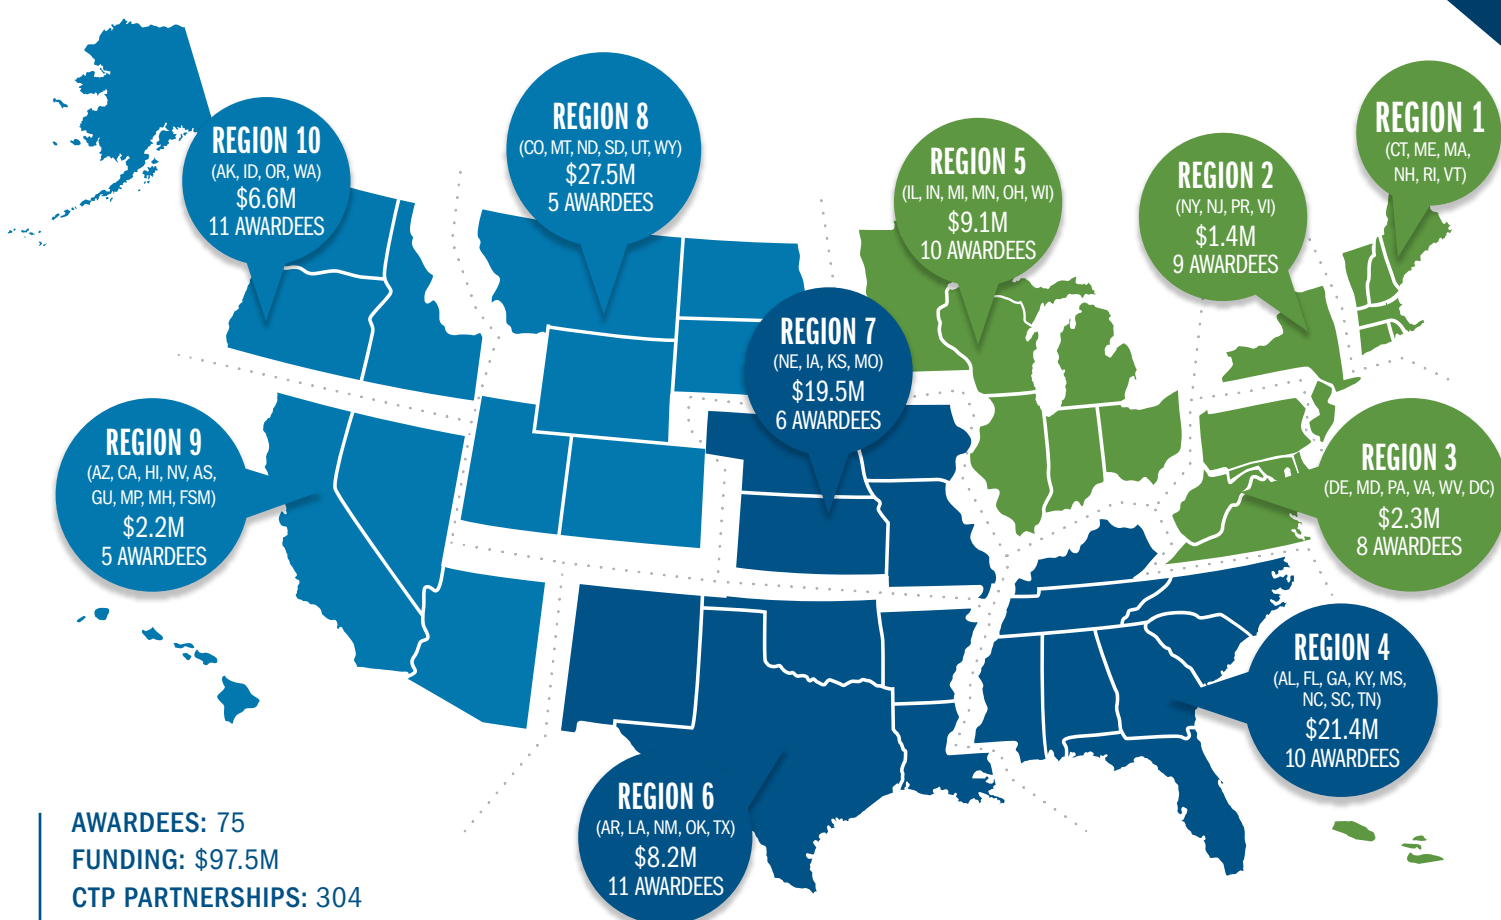 REGION 10
(AK, ID, OR, WA)
$6.6M
11 AWARDEES
REGION 8
(CO, MT, ND, SD, UT, WY)
$27.5M
5 AWARDEES
REGION 5
(IL, IN, MI, MN, OH, WI)
$9.1M
10 AWARDEES
REGION 2
(NY, NJ, PR, VI)
$1.4M
9 AWARDEES
REGION 1
(CT, ME, MA,
NH, RI, VT)
REGION 7
(NE, IA, KS, MO)
$19.5M
6 AWARDEES
REGION 9
(AZ, CA, HI, NV, AS,
GU, MP, MH, FSM)
$2.2M
5 AWARDEES
REGION 3
(DE, MD, PA, VA, WV, DC)
$2.3M
8 AWARDEES
REGION 4
(AL, FL, GA, KY, MS,
NC, SC, TN)
$21.4M
10 AWARDEES
REGION 6
(AR, LA, NM, OK, TX)
$8.2M
11 AWARDEES
AWARDEES: 75
FUNDING: $97.5M
CTP PARTNERSHIPS: 304